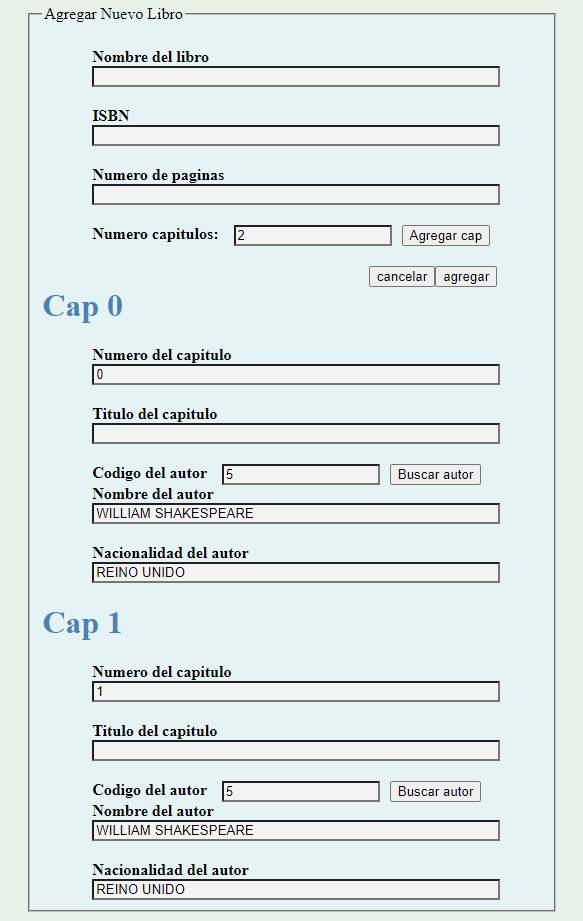 Agregar Nuevo Libro
Nombre del libro
ISBN
Numero de paginas
Numero capitulos: 2 Agregar cap
cancelar agregar
Cap 0
Numero del capitulo
0
Titulo del capitulo
Codigo del autor 5 Buscar autor
Nombre del autor
WILLIAM SHAKESPEARE
Nacionalidad del autor
REINO UNIDO
Cap 1
Numero del capitulo
1
Titulo del capitulo
Codigo del autor 5 Buscar autor
Nombre del autor
WILLIAM SHAKESPEARE
Nacionalidad del autor
REINO UNIDO